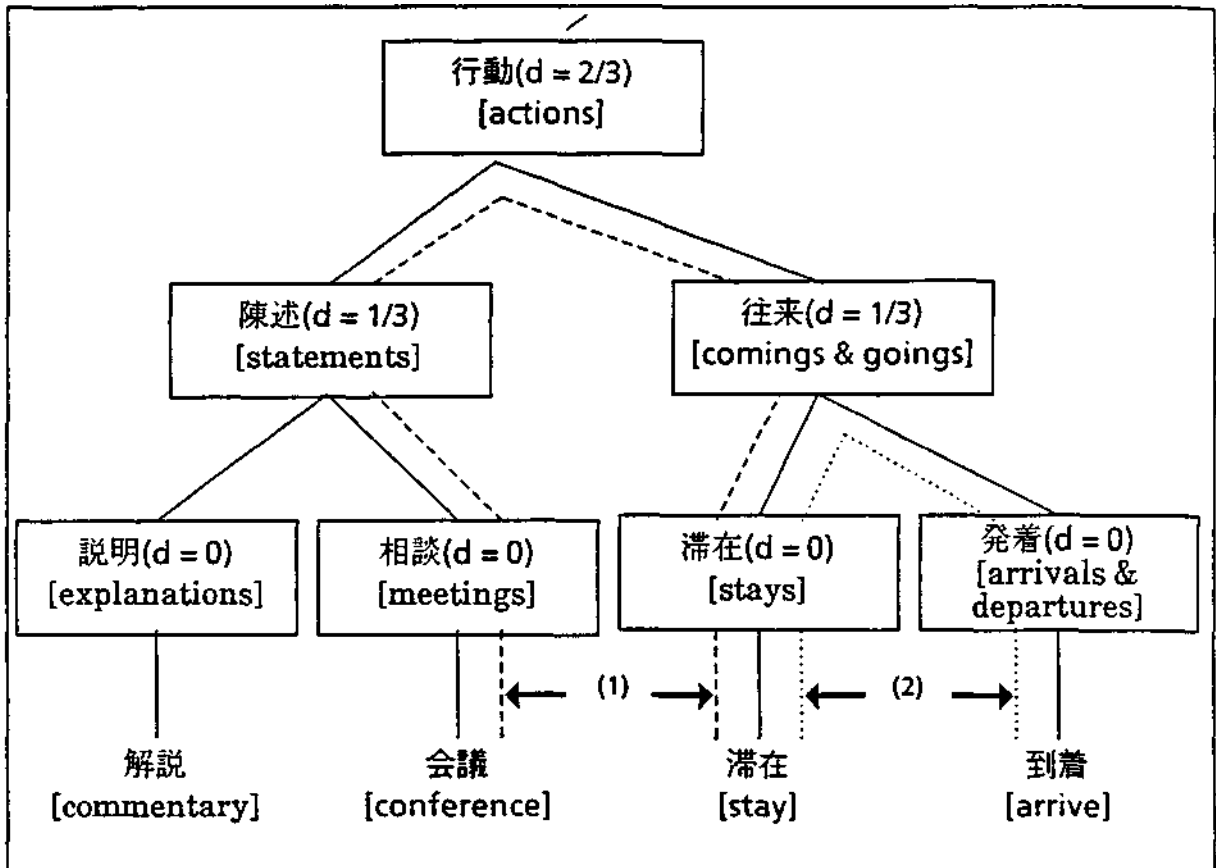 行動(d = 2/3)
[actions]
陳述(d = 1/3)
[statements]
往来(d = 1/3)
[comings & goings]
説明(d = 0)
[explanations]
相談(d = 0)
[meetings]
滞在(d = 0)
[stays]
発着(d = 0)
[arrivals &
departures]
(1)
(2)
解説
[commentary]
会議
[conference]
滞在
[stay]
到着
[arrive]